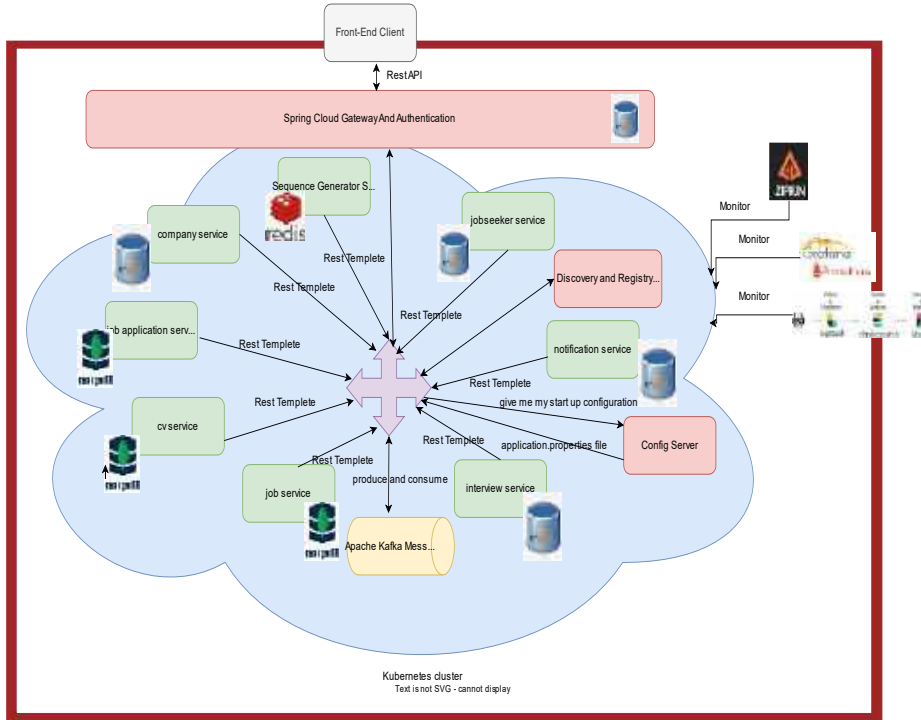 Front-End Client
RestAPI
Spring Cloud Gateway And Authentication
Sequence Generator S...
redis
company service
jobseeker service
Rest Templete
Rest Templete
Discovery and Registry...
Rest Templete
job application serv...
Rest Templete
notification service
Rest Templete
give me my start up configuration
Rest Templete
cv service
Rest Templete
application.properties file
Config Server
Rest Templete
produce and consume
job service
interview service
Apache Kafka Mess...
Monitor
Monitor
Monitor
ZIPKIN
Kubernetes cluster
Text is not SVG - cannot display